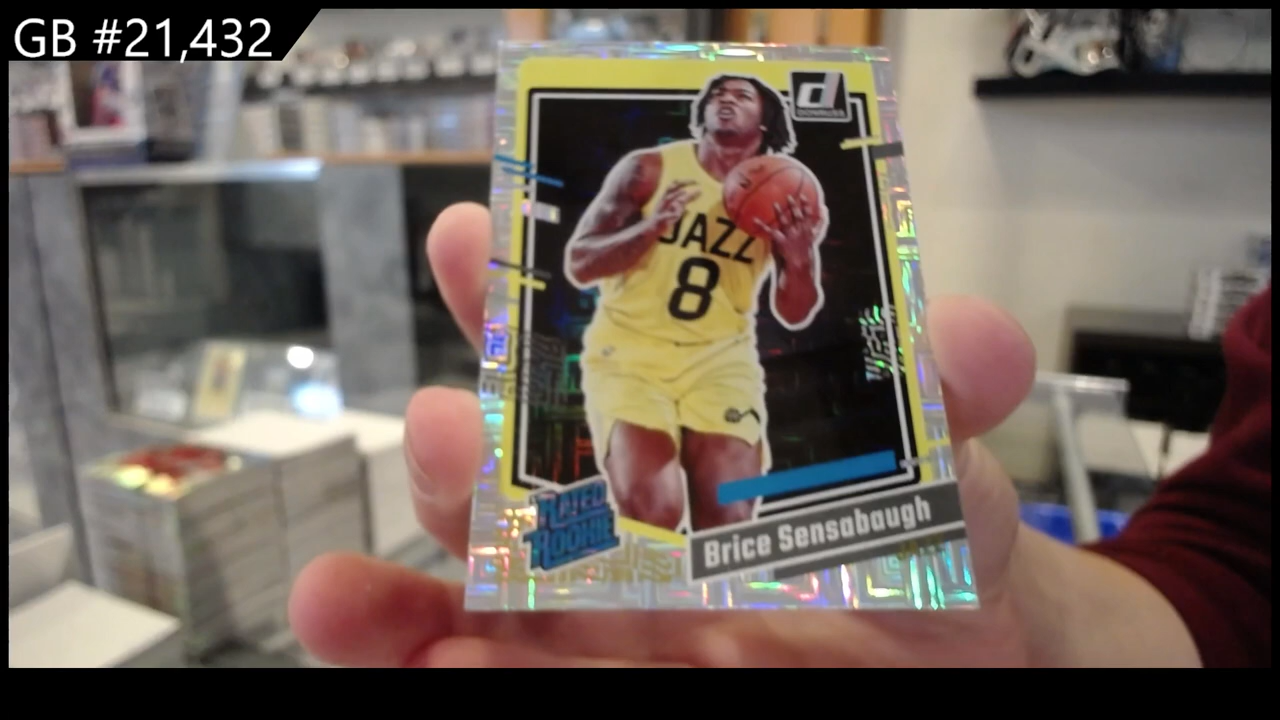 GB #21,432
d
DONRUSS
JAZZ
8
RATED
ROOKIE
Brice Sensabaugh